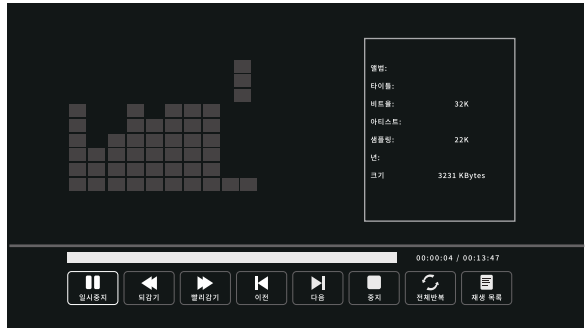 앨범:
타이틀:
비트율: 32K
아티스트:
샘플링: 22K
년:
크기 3231 KBytes
00:00:04 / 00:13:47
일시중지 되감기 빨리감기 이전 다음 중지 전체반복 재생 목록